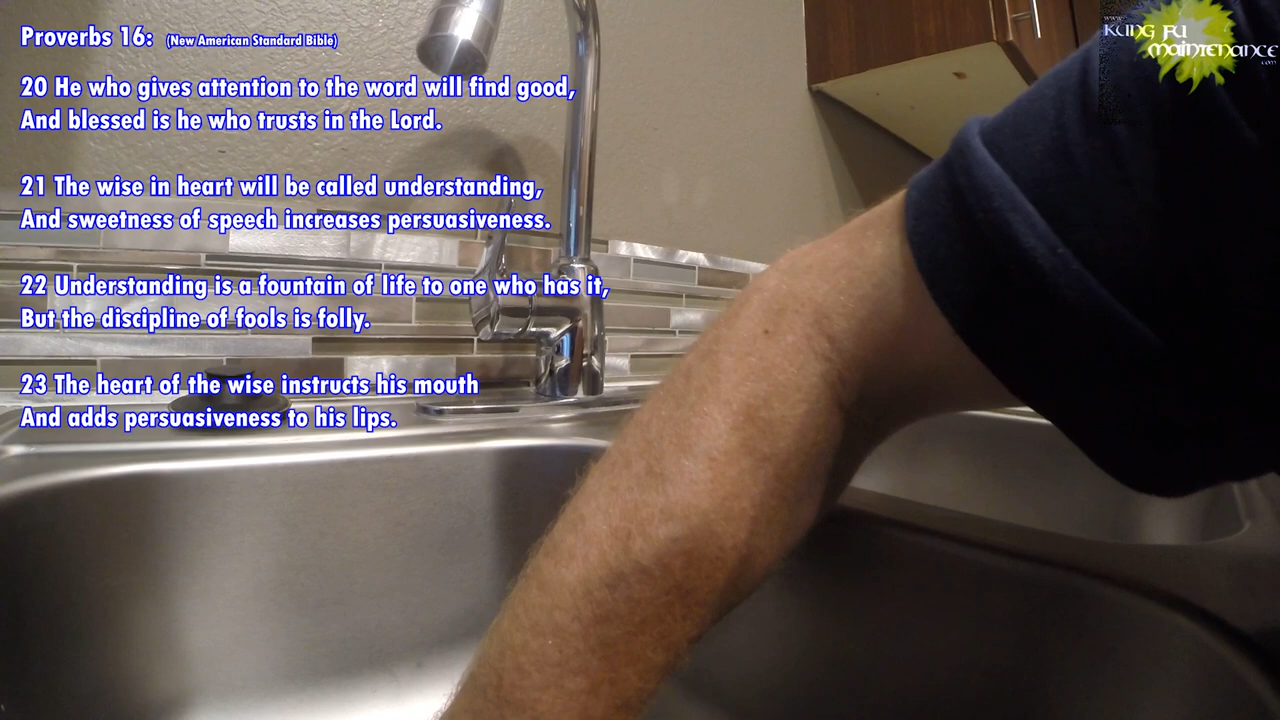 Proverbs 16: (New American Standard Bible)
20 He who gives attention to the word will find good,
And blessed is he who trusts in the Lord.
21 The wise in heart will be called understanding,
And sweetness of speech increases persuasiveness.
22 Understanding is a fountain of life to one who has it,
But the discipline of fools is folly.
23 The heart of the wise instructs his mouth
And adds persuasiveness to his lips.
www.
KUNG FU
MAINTENANCE
.com